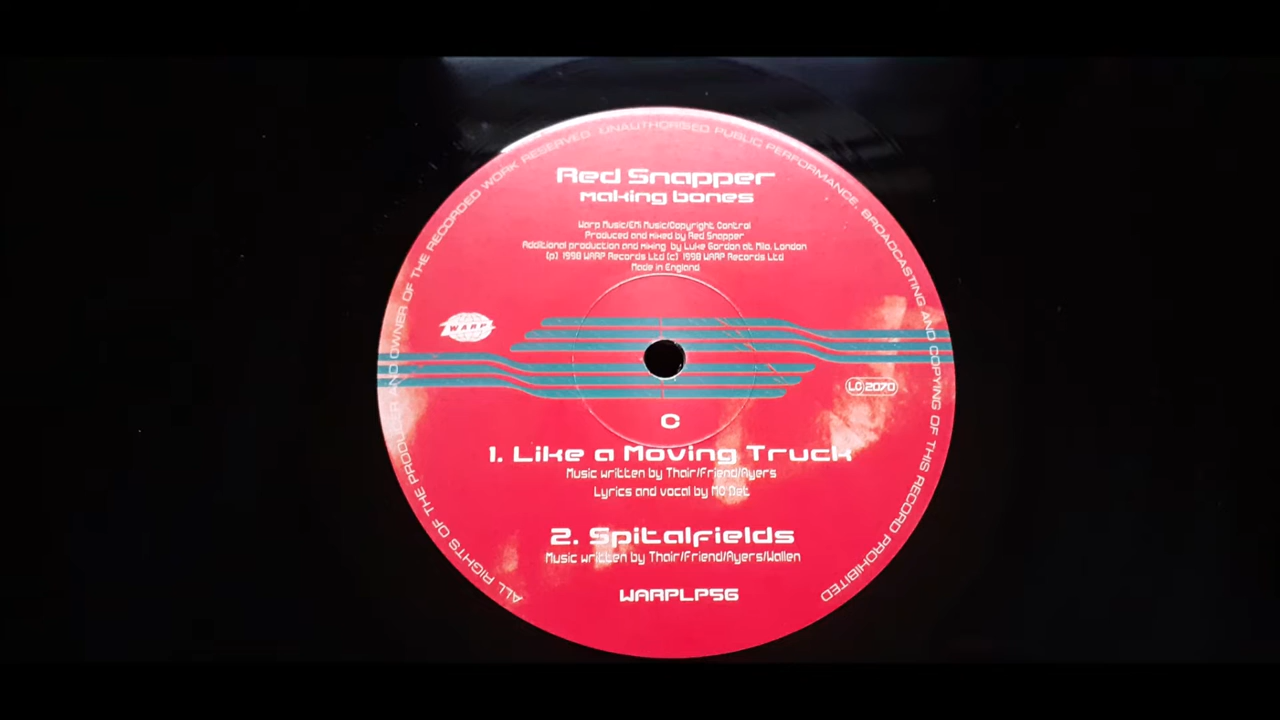 ALL RIGHTS OF THE PRODUCER AND OWNER OF THE RECORDED WORK RESERVED. UNAUTHORISED PUBLIC PERFORMANCE, BROADCASTING AND COPYING OF THIS RECORD PROHIBITED
Red Snapper
making bones
Warp Music/EMI Music/Copyright Control
Produced and mixed by Red Snapper
Additional production and mixing by Luke Gordon at Milo, London
(p) 1998 WARP Records Ltd (c) 1998 WARP Records Ltd
Made in England
WARP
LC 2070
C
1. Like a Moving Truck
Music written by Thair/Friend/Ayers
Lyrics and vocal by MC Det
2. Spitalfields
Music written by Thair/Friend/Ayers/Wallen
WARPLP56